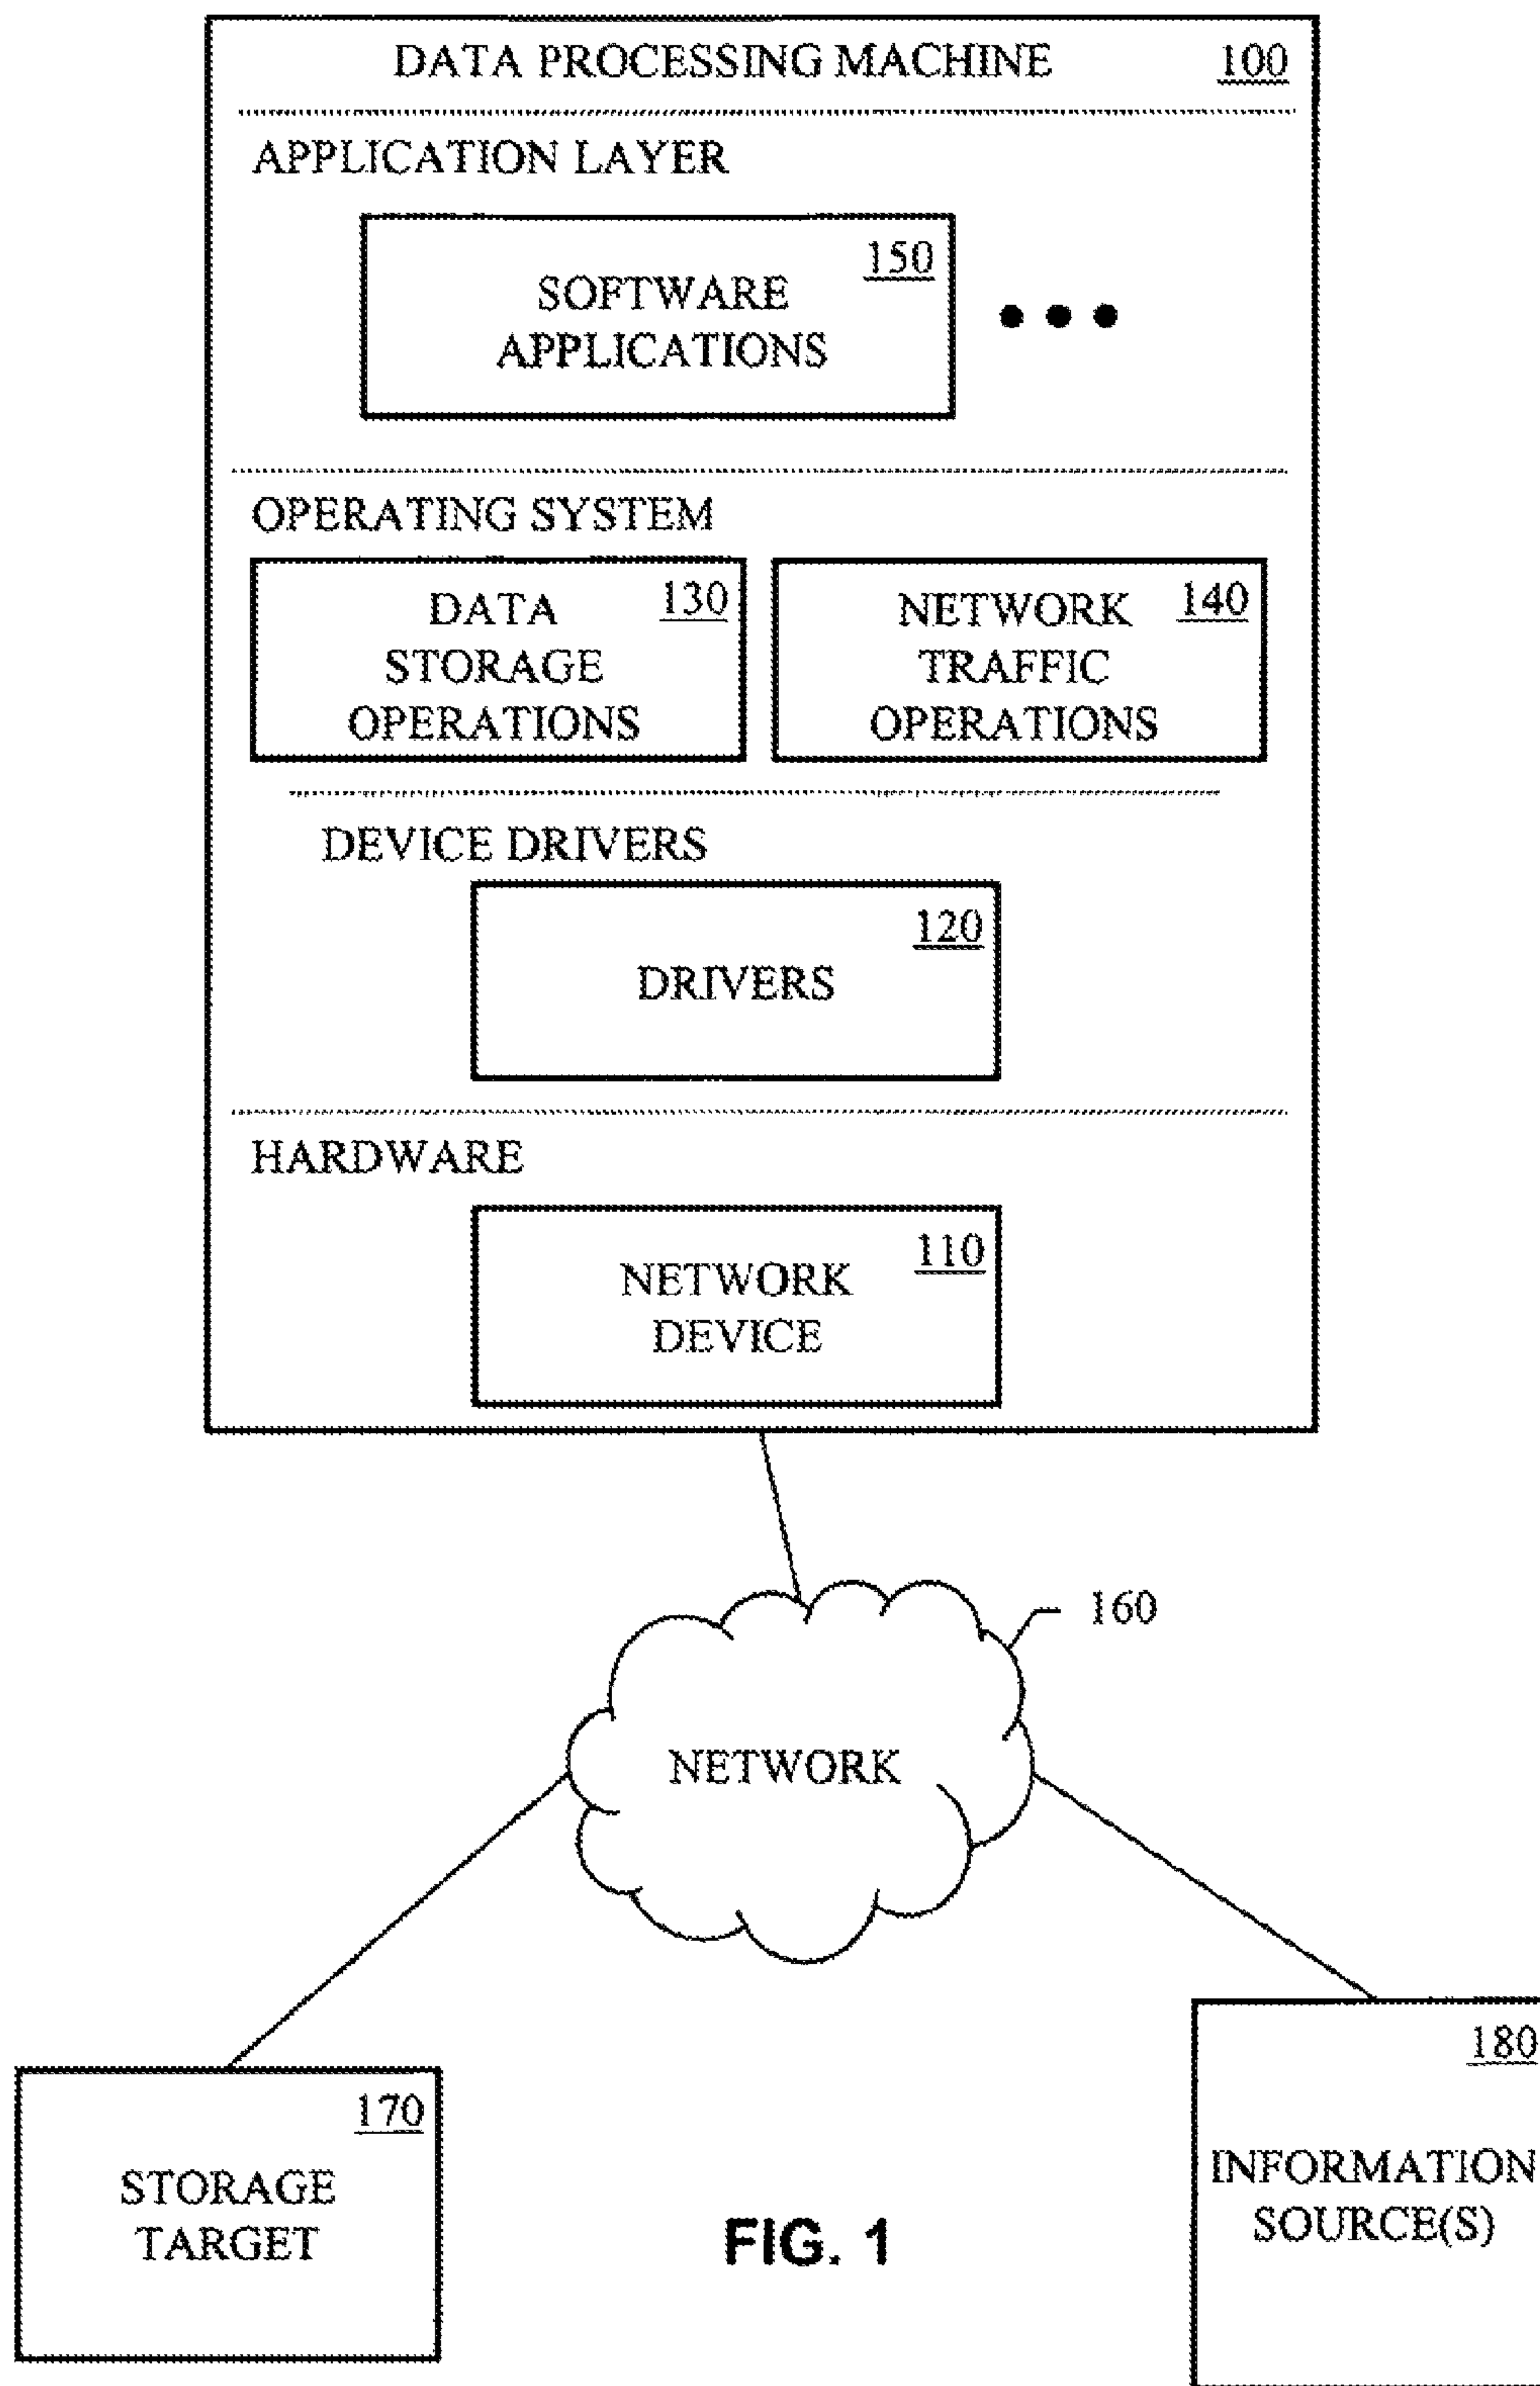 DATA PROCESSING MACHINE 100
APPLICATION LAYER
150
SOFTWARE
APPLICATIONS
OPERATING SYSTEM
130
DATA
STORAGE
OPERATIONS
140
NETWORK
TRAFFIC
OPERATIONS
DEVICE DRIVERS
120
DRIVERS
HARDWARE
110
NETWORK
DEVICE
160
NETWORK
170
STORAGE
TARGET
180
INFORMATION
SOURCE(S)
FIG. 1